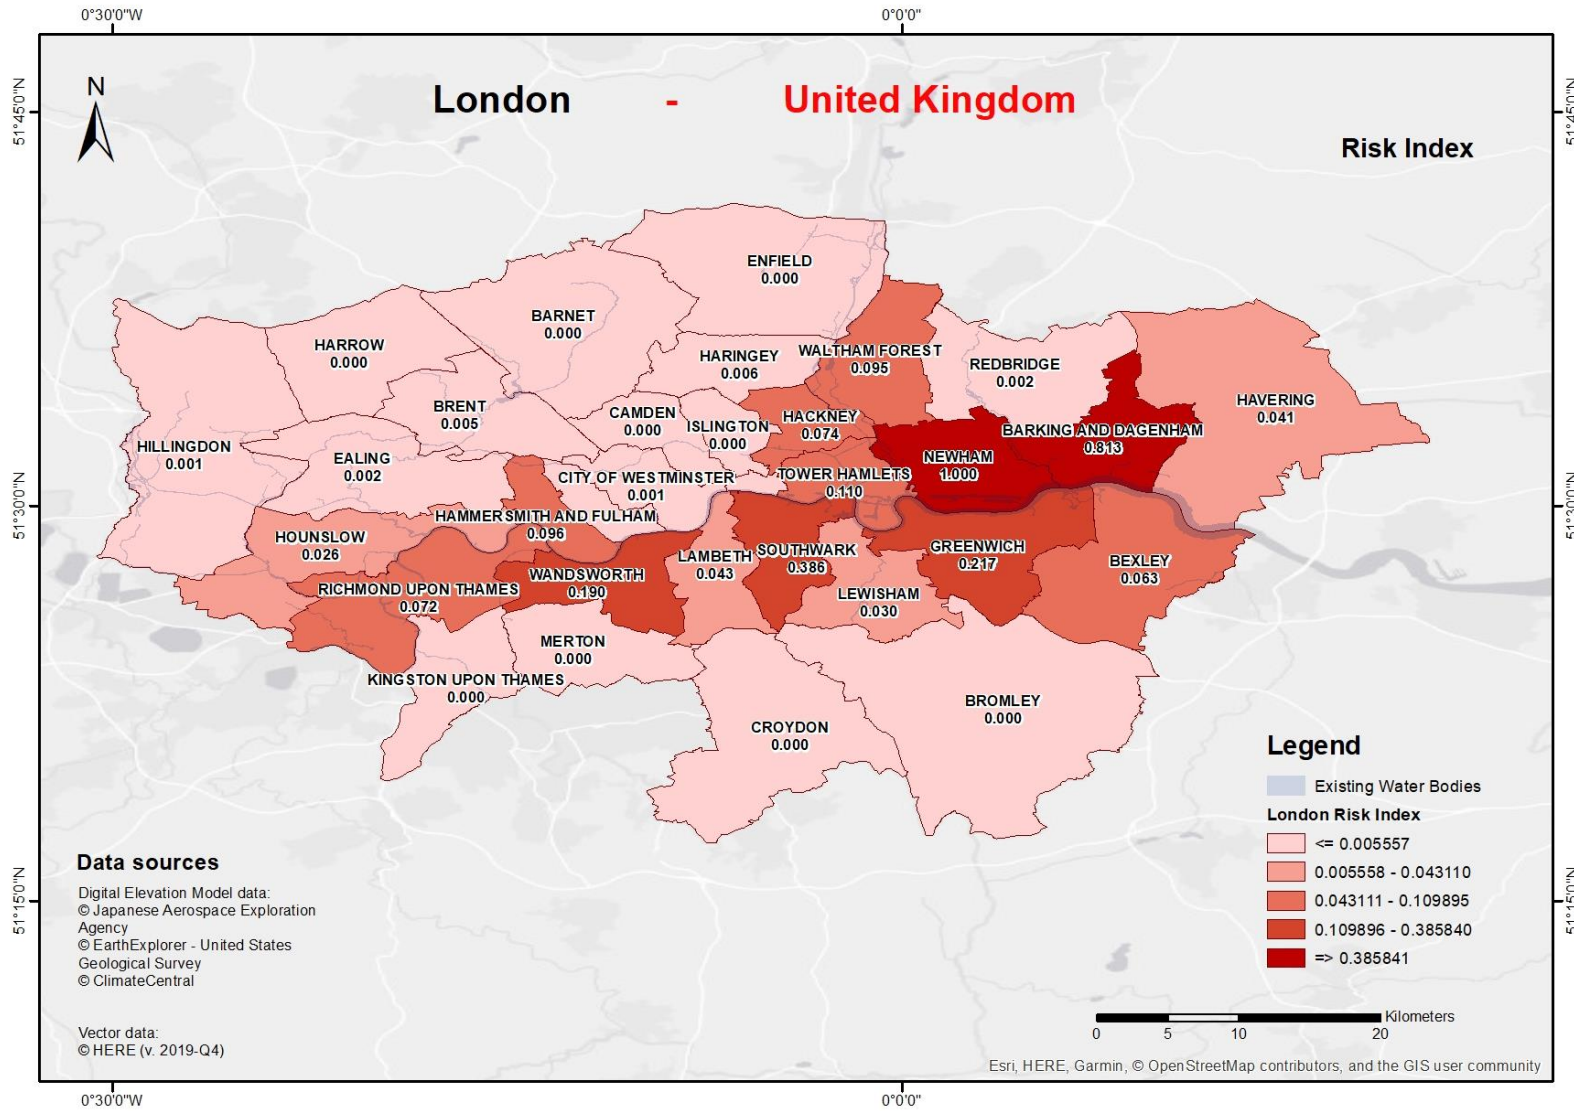 0°30'0"W
0°0'0"
N
London - United Kingdom
51°45'0"N
51°45'0"N
Risk Index
ENFIELD
0.000
BARNET
0.000
HARROW
0.000
HARINGEY
0.006
WALTHAM FOREST
0.095
REDBRIDGE
0.002
HAVERING
0.041
BRENT
0.005
CAMDEN
0.000
ISLINGTON
0.000
HACKNEY
0.074
BARKING AND DAGENHAM
0.813
HILLINGDON
0.001
EALING
0.002
NEWHAM
1.000
CITY OF WESTMINSTER
0.001
TOWER HAMLETS
0.110
51°30'0"N
51°30'0"N
HAMMERSMITH AND FULHAM
0.096
HOUNSLOW
0.026
LAMBETH
0.043
SOUTHWARK
0.386
GREENWICH
0.217
BEXLEY
0.063
RICHMOND UPON THAMES
0.072
WANDSWORTH
0.190
LEWISHAM
0.030
MERTON
0.000
KINGSTON UPON THAMES
0.000
CROYDON
0.000
BROMLEY
0.000
Legend
Existing Water Bodies
London Risk Index
<= 0.005557
0.005558 - 0.043110
0.043111 - 0.109895
0.109896 - 0.385840
=> 0.385841
Data sources
Digital Elevation Model data:
© Japanese Aerospace Exploration
Agency
© EarthExplorer - United States
Geological Survey
© ClimateCentral
51°15'0"N
51°15'0"N
Vector data:
© HERE (v. 2019-Q4)
Kilometers
0 5 10 20
Esri, HERE, Garmin, © OpenStreetMap contributors, and the GIS user community
0°30'0"W
0°0'0"